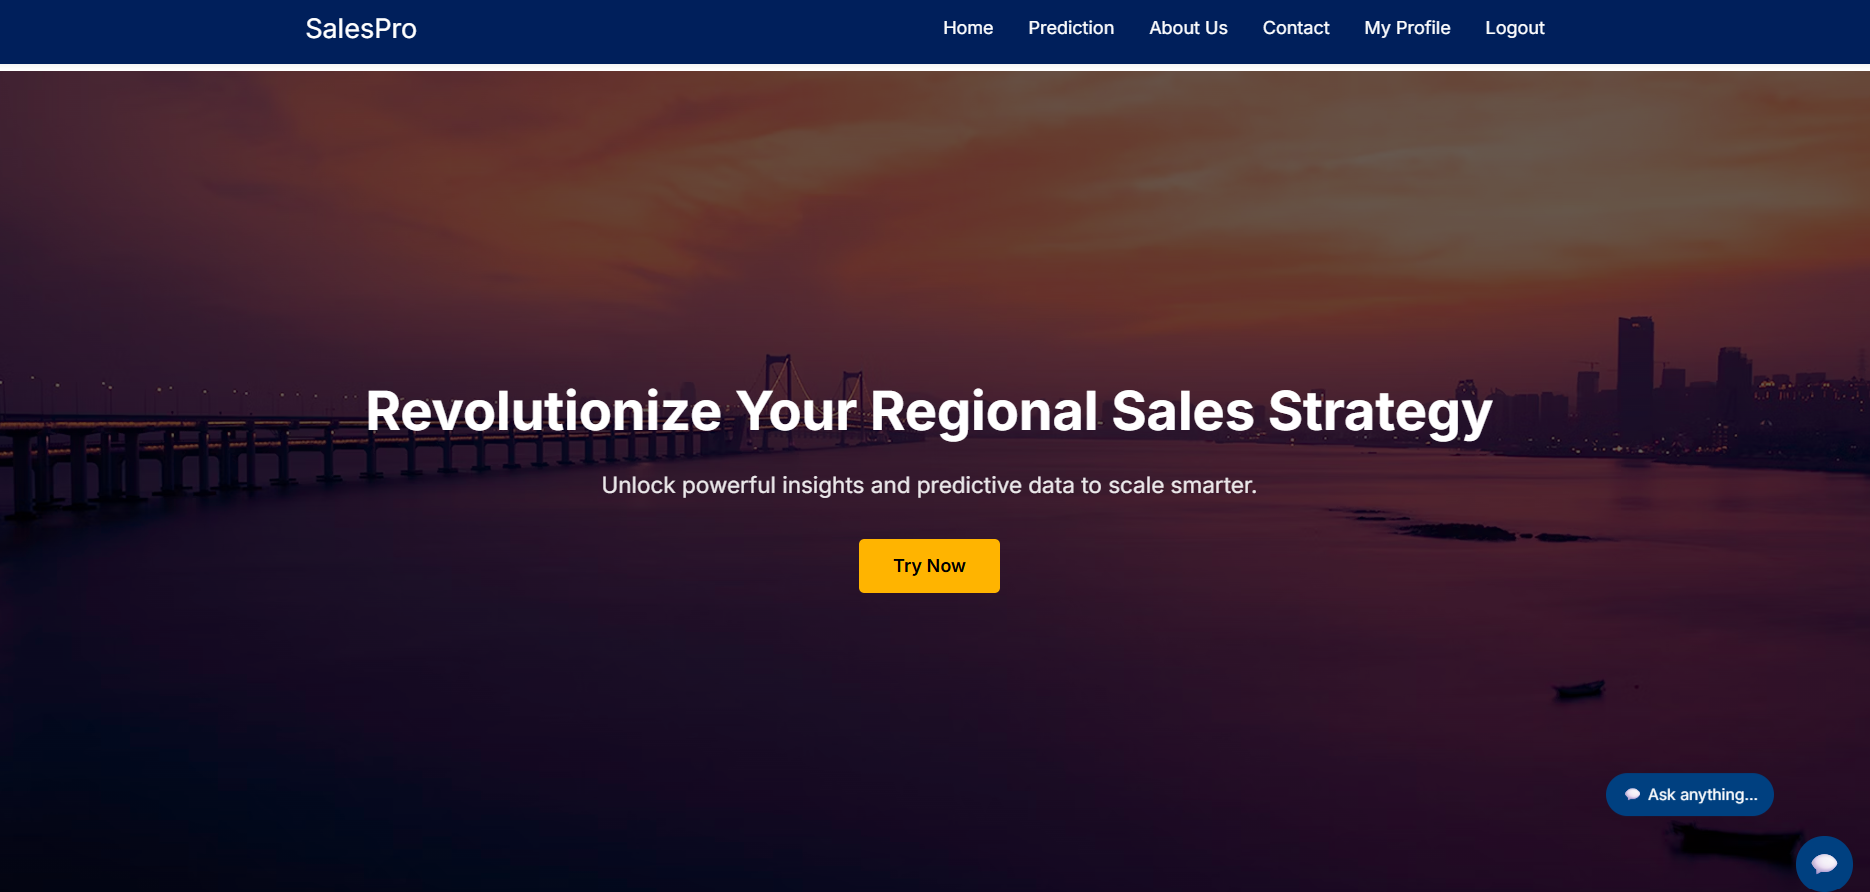 SalesPro
Home Prediction About Us Contact My Profile Logout
Revolutionize Your Regional Sales Strategy
Unlock powerful insights and predictive data to scale smarter.
Try Now
Ask anything...